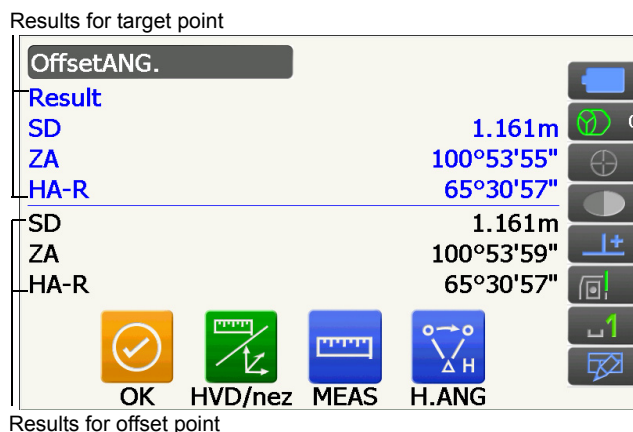 Results for target point
OffsetANG.
Result
SD 1.161m
ZA 100°53'55"
HA-R 65°30'57"
SD 1.161m
ZA 100°53'59"
HA-R 65°30'57"
OK HVD/nez MEAS H.ANG
H
1
Results for offset point